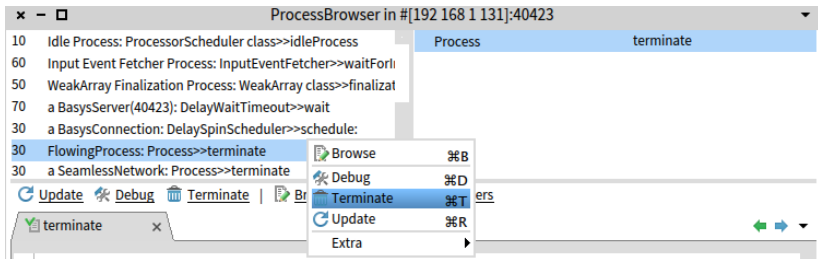 ProcessBrowser in #[192 168 1 131]:40423
10 Idle Process: ProcessorScheduler class>>idleProcess
60 Input Event Fetcher Process: InputEventFetcher>>waitForI
50 WeakArray Finalization Process: WeakArray class>>finalizat
70 a BasysServer(40423): DelayWaitTimeout>>wait
30 a BasysConnection: DelaySpinScheduler>>schedule:
30 FlowingProcess: Process>>terminate
30 a SeamlessNetwork: Process>>terminate
Process terminate
Browse ⌘B
Debug ⌘D
Terminate ⌘T
Update ⌘R
Extra
Update Debug Terminate | Br ers
terminate x